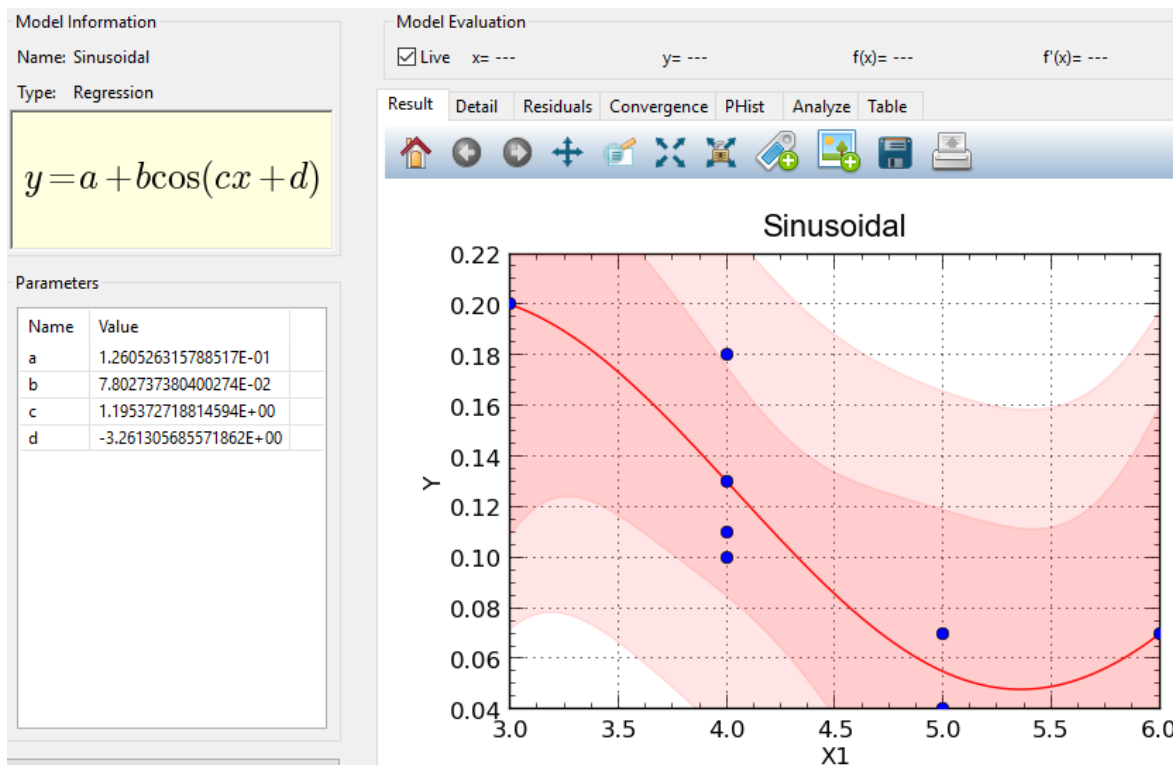 Model Information
Name: Sinusoidal
Type: Regression
y=a+bcos(cx+d)
Parameters
Name Value
a 1.260526315788517E-01
b 7.802737380400274E-02
c 1.195372718814594E+00
d -3.261305685571862E+00
Model Evaluation
Live x= --- y= --- f(x)= --- f'(x)= ---
Result Detail Residuals Convergence PHist Analyze Table
Sinusoidal
0.22
0.20
0.18
0.16
0.14
0.12
0.10
0.08
0.06
0.04
Y
3.0 3.5 4.0 4.5 5.0 5.5 6.0
X1